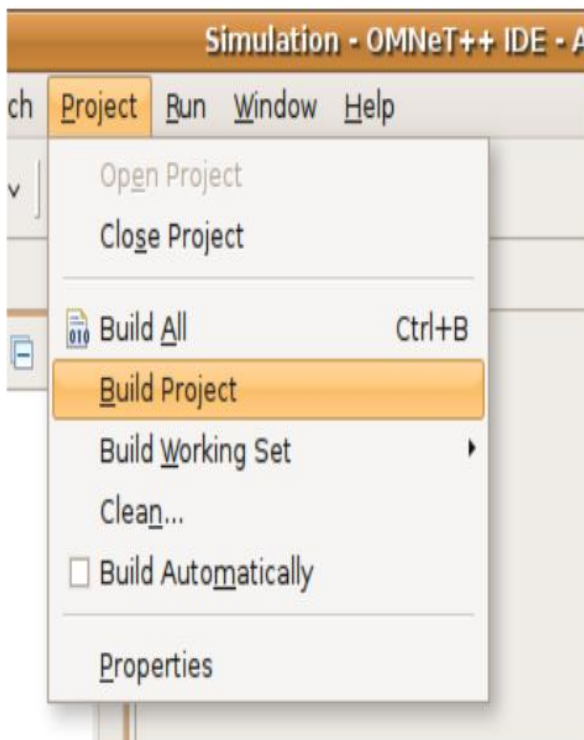 Simulation - OMNeT++ IDE - A
ch Project Run Window Help
Open Project
Close Project
010 Build All Ctrl+B
Build Project
Build Working Set
Clean...
Build Automatically
Properties